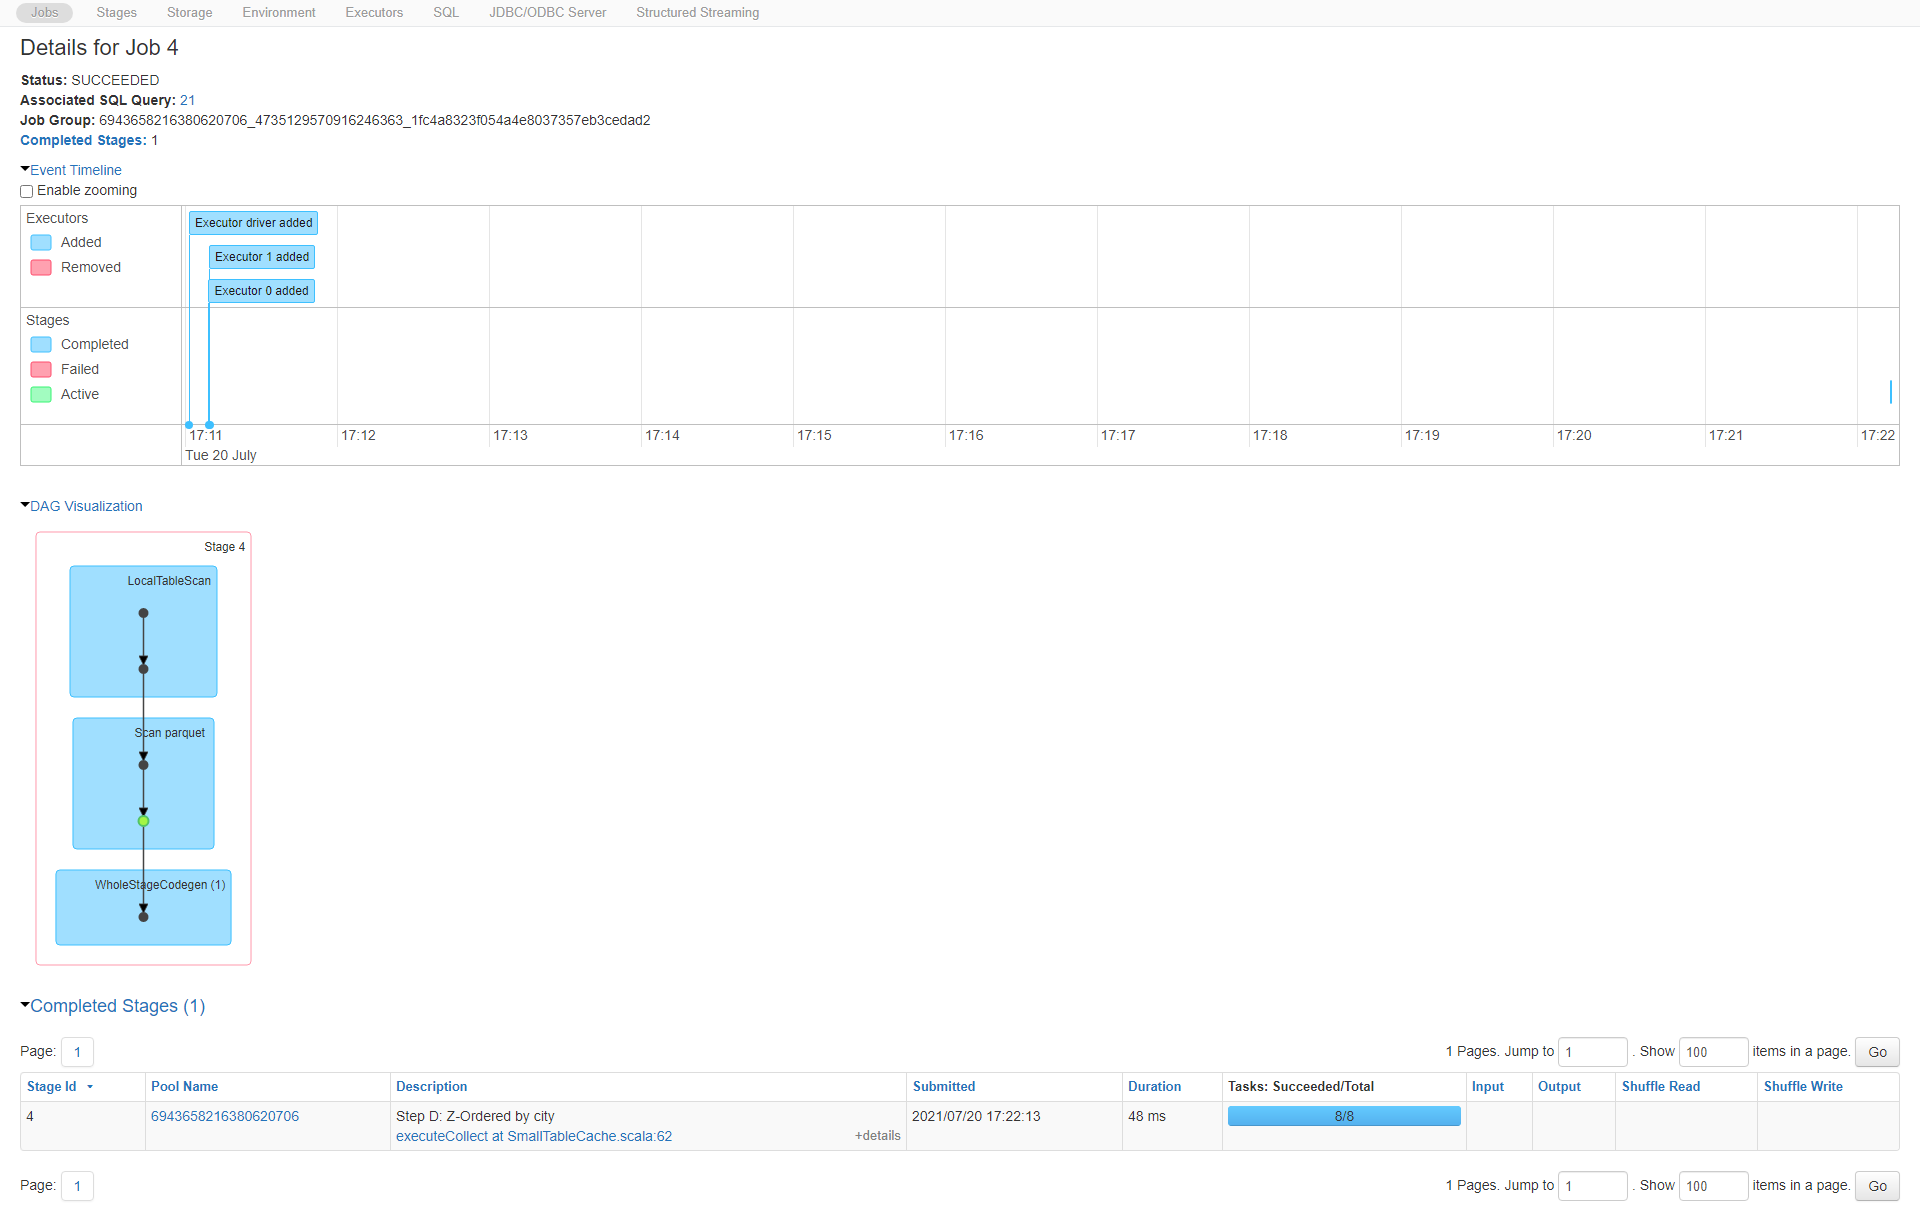 Jobs Stages Storage Environment Executors SQL JDBC/ODBC Server Structured Streaming
Details for Job 4
Status: SUCCEEDED
Associated SQL Query: 21
Job Group: 6943658216380620706_4735129570916246363_1fc4a8323f054a4e8037357eb3cedad2
Completed Stages: 1
Event Timeline
Enable zooming
Executors
Added
Removed
Executor driver added
Executor 1 added
Executor 0 added
Stages
Completed
Failed
Active
17:11 17:12 17:13 17:14 17:15 17:16 17:17 17:18 17:19 17:20 17:21 17:22
Tue 20 July
DAG Visualization
Stage 4
LocalTableScan
Scan parquet
WholeStageCodegen (1)
Completed Stages (1)
Page: 1 1 Pages. Jump to 1 . Show 100 items in a page. Go
Stage Id Pool Name Description Submitted Duration Tasks: Succeeded/Total Input Output Shuffle Read Shuffle Write
4 6943658216380620706 Step D: Z-Ordered by city 2021/07/20 17:22:13 48 ms 8/8
executeCollect at SmallTableCache.scala:62 +details
Page: 1 1 Pages. Jump to 1 . Show 100 items in a page. Go